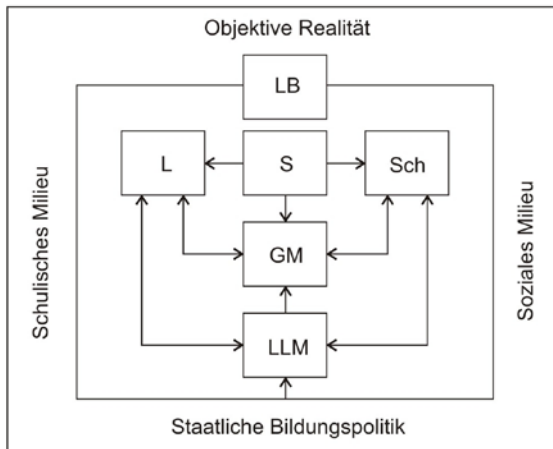 Objektive Realität
LB
L
S
Sch
GM
LLM
Schulisches Milieu
Soziales Milieu
Staatliche Bildungspolitik